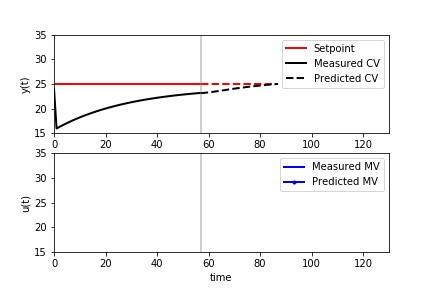 35
30
25
20
15
y(t)
Setpoint
Measured CV
Predicted CV
0 20 40 60 80 100 120
35
30
25
20
15
u(t)
Measured MV
Predicted MV
0 20 40 60 80 100 120
time